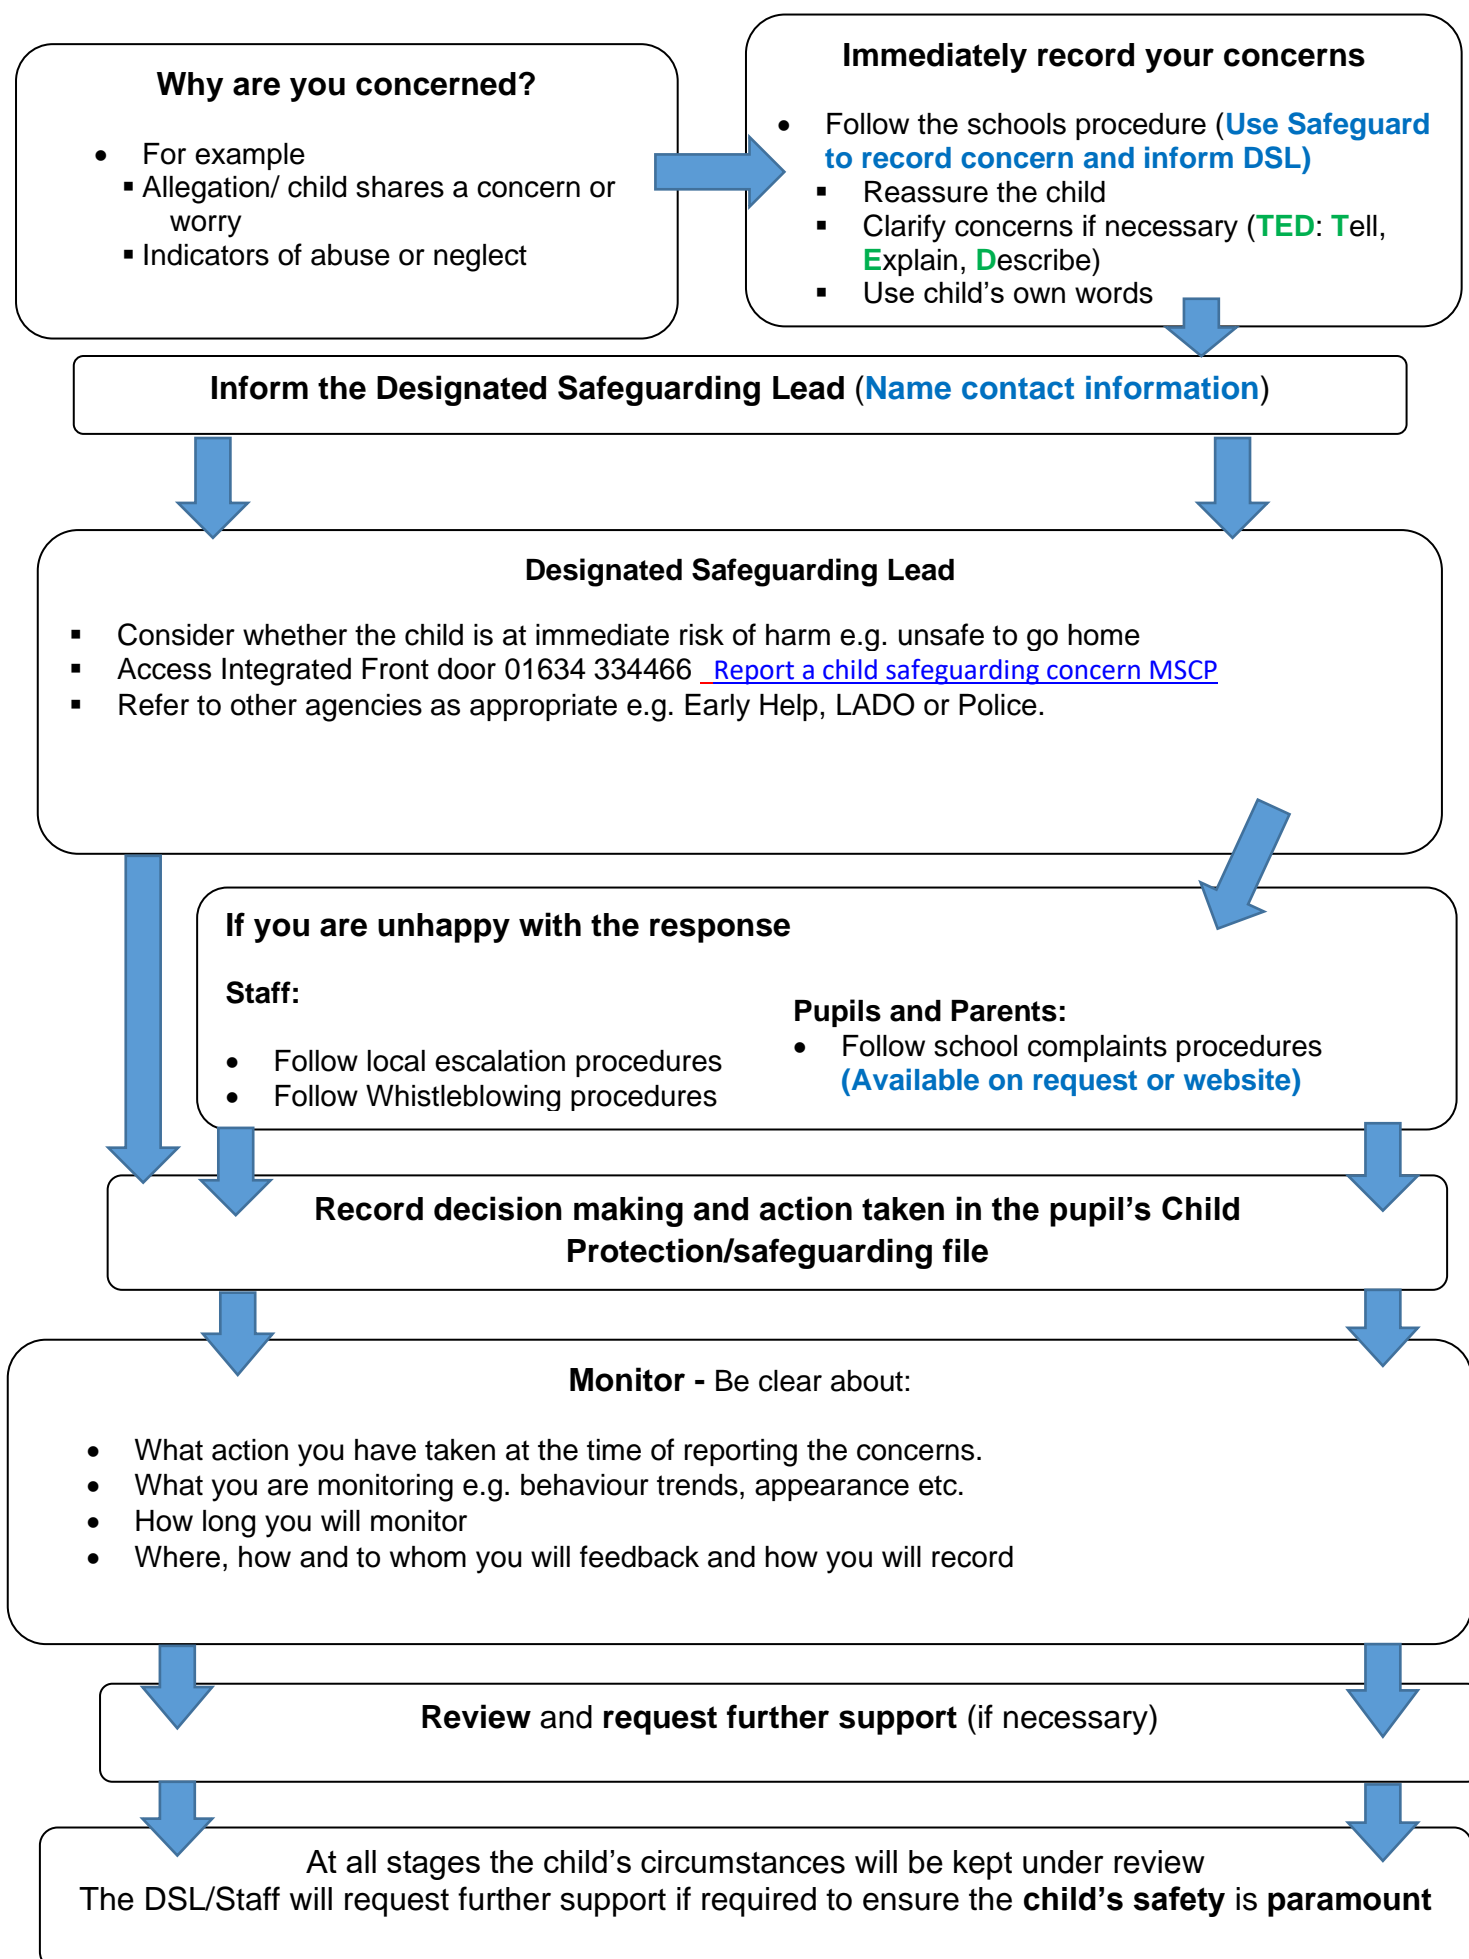 Why are you concerned?
• For example
▪ Allegation/ child shares a concern or
worry
▪ Indicators of abuse or neglect
Immediately record your concerns
• Follow the schools procedure (Use Safeguard
to record concern and inform DSL)
▪ Reassure the child
▪ Clarify concerns if necessary (TED: Tell,
Explain, Describe)
▪ Use child’s own words
Inform the Designated Safeguarding Lead (Name contact information)
Designated Safeguarding Lead
▪ Consider whether the child is at immediate risk of harm e.g. unsafe to go home
▪ Access Integrated Front door 01634 334466 Report a child safeguarding concern MSCP
▪ Refer to other agencies as appropriate e.g. Early Help, LADO or Police.
If you are unhappy with the response
Staff:
• Follow local escalation procedures
• Follow Whistleblowing procedures
Pupils and Parents:
• Follow school complaints procedures
(Available on request or website)
Record decision making and action taken in the pupil’s Child
Protection/safeguarding file
Monitor - Be clear about:
• What action you have taken at the time of reporting the concerns.
• What you are monitoring e.g. behaviour trends, appearance etc.
• How long you will monitor
• Where, how and to whom you will feedback and how you will record
Review and request further support (if necessary)
At all stages the child’s circumstances will be kept under review
The DSL/Staff will request further support if required to ensure the child’s safety is paramount